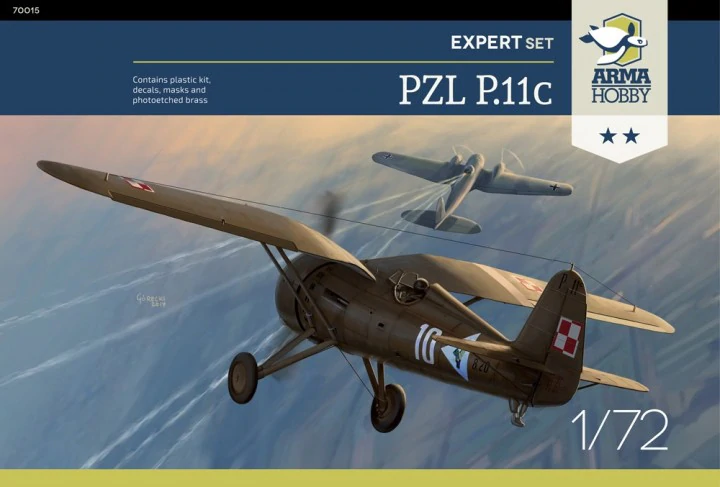 70015
EXPERT SET
Contains plastic kit,
decals, masks and
photoetched brass
PZL P.11c
ARMA
HOBBY
10
1/72